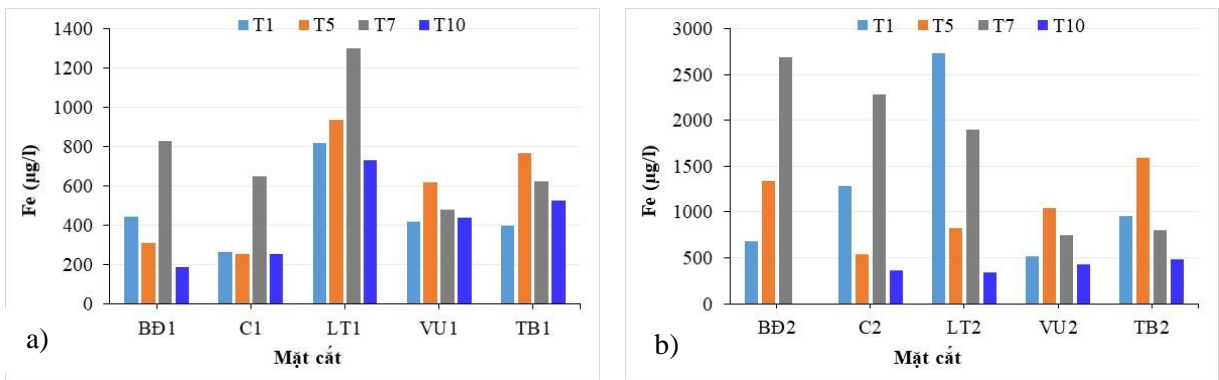 T1 T5 T7 T10
1400
1200
1000
800
600
400
200
0
Fe (µg/l)
BĐ1 C1 LT1 VU1 TB1
Mặt cắt
a)
T1 T5 T7 T10
3000
2500
2000
1500
1000
500
0
Fe (µg/l)
BĐ2 C2 LT2 VU2 TB2
Mặt cắt
b)